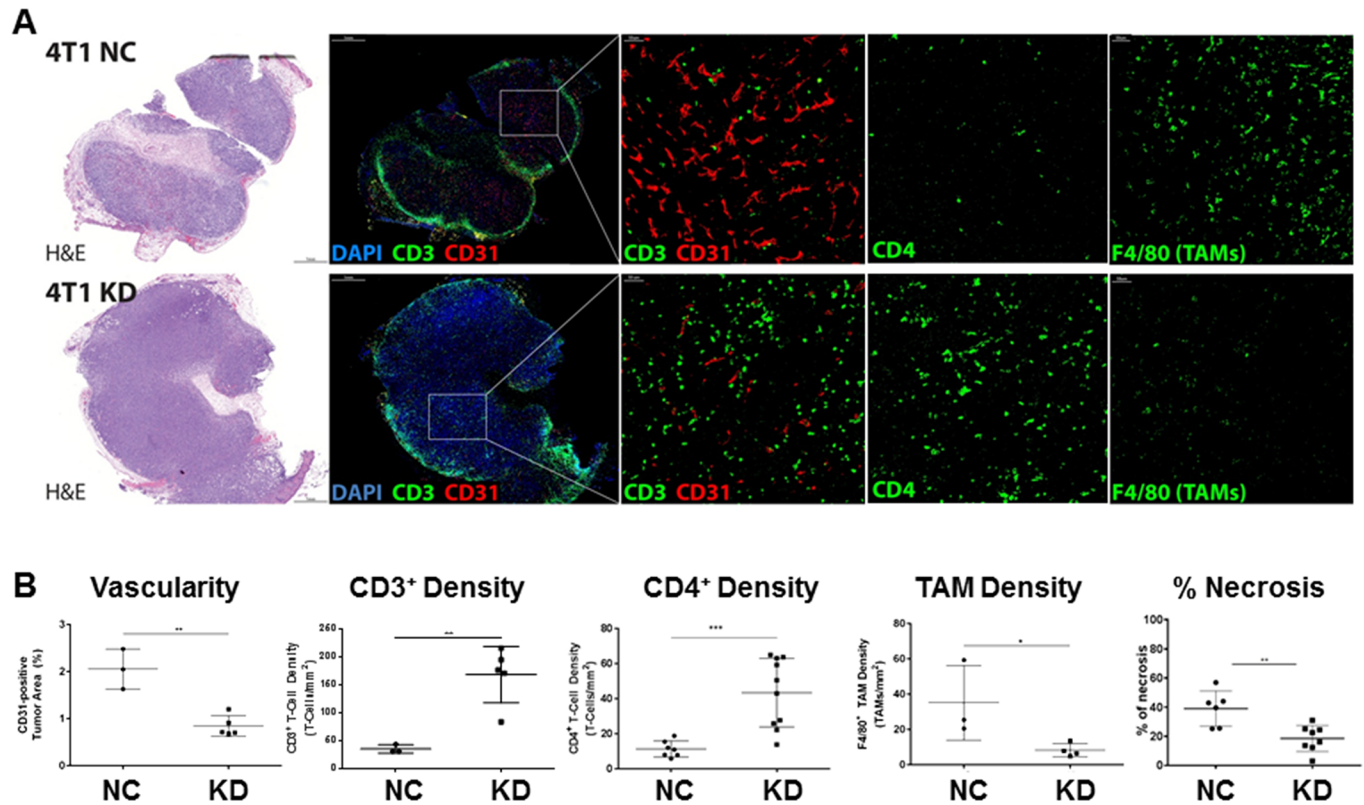 A
4T1 NC
H&E
DAPI CD3 CD31
CD3 CD31
CD4
F4/80 (TAMs)
4T1 KD
H&E
DAPI CD3 CD31
CD3 CD31
CD4
F4/80 (TAMs)
B
Vascularity
CD31-positive
Tumor Area (%)
3
2
1
0
**
NC KD
CD3+ Density
CD3+ T-Cell Density
(T-Cells/mm2)
260
210
160
110
60
0
**
NC KD
CD4+ Density
CD4+ T-Cell Density
(T-Cells/mm2)
80
60
40
20
0
***
NC KD
TAM Density
F4/80+ TAM Density
(TAMs/mm2)
80
60
40
20
0
*
NC KD
% Necrosis
% of necrosis
100
80
60
40
20
0
**
NC KD